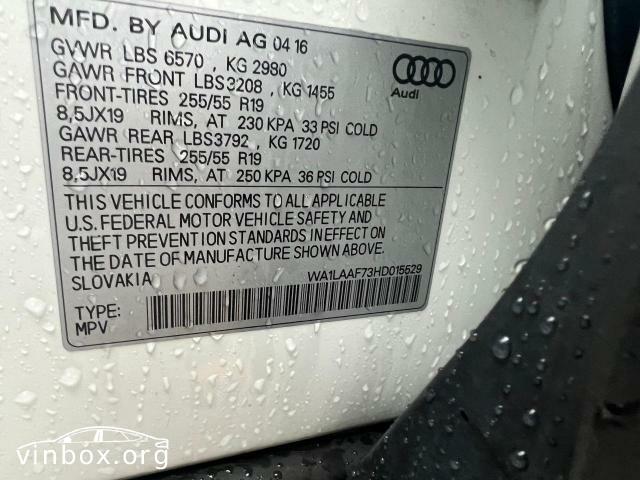 MFD. BY AUDI AG 04 16
GVWR LBS 6570 , KG 2980
GAWR FRONT LBS3208 , KG 1455
FRONT-TIRES 255/55 R19
8,5JX19 RIMS, AT 230 KPA 33 PSI COLD
GAWR REAR LBS3792 , KG 1720
REAR-TIRES 255/55 R19
8,5JX19 RIMS, AT 250 KPA 36 PSI COLD
Audi
THIS VEHICLE CONFORMS TO ALL APPLICABLE
U.S. FEDERAL MOTOR VEHICLE SAFETY AND
THEFT PREVENTION STANDARDS IN EFFECT ON
THE DATE OF MANUFACTURE SHOWN ABOVE.
SLOVAKIA WA1LAAF73HD015529
TYPE:
MPV
vinbox.org